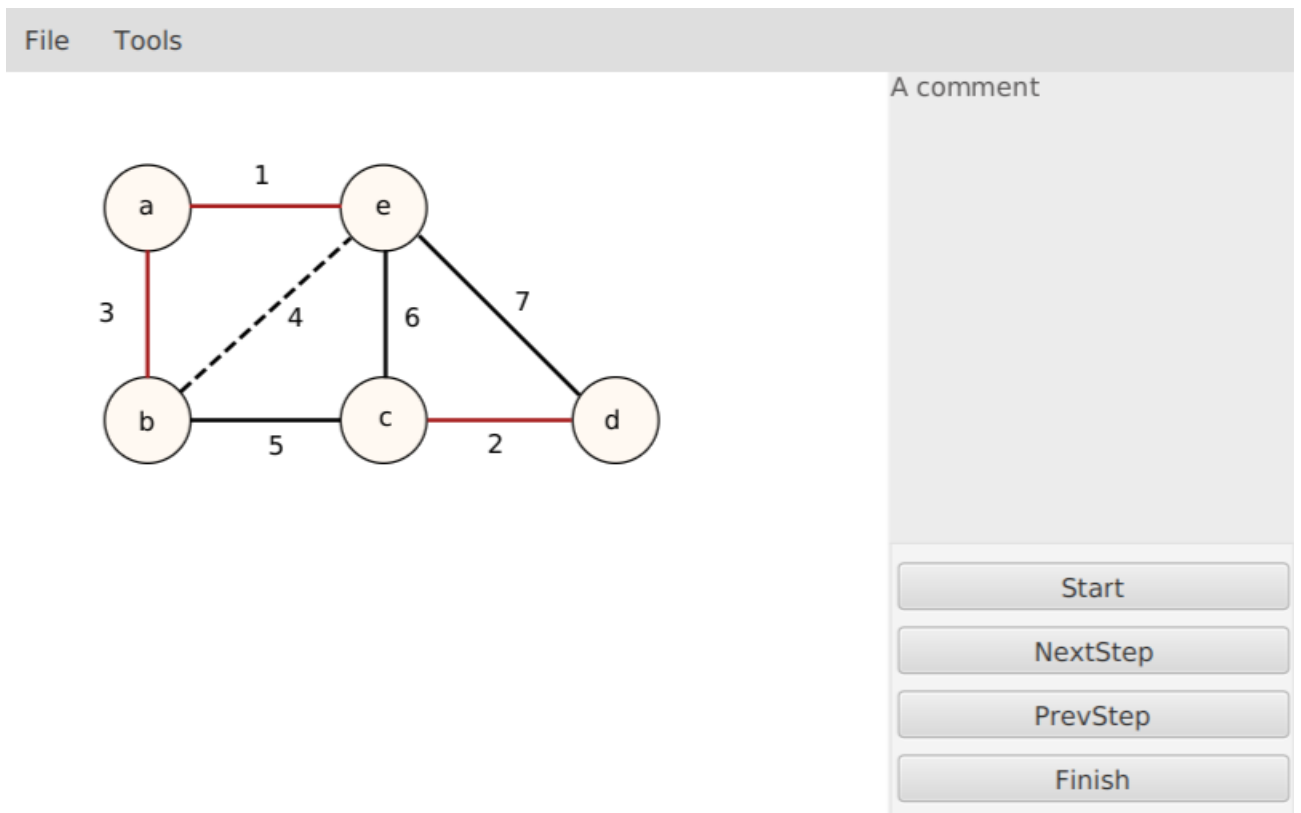 File Tools
A comment
1
a e
3 4 6 7
b c d
5 2
Start
NextStep
PrevStep
Finish